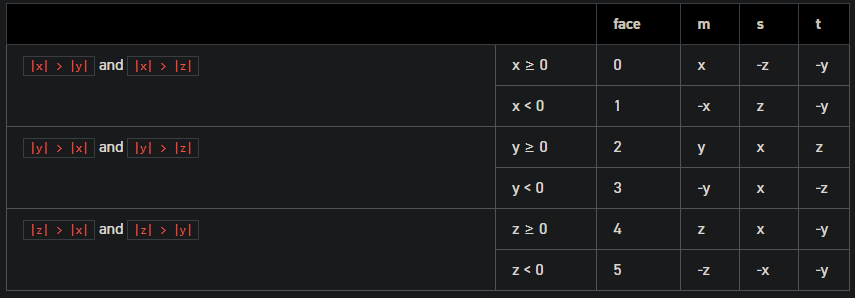 face m s t
|x| > |y| and |x| > |z| x ≥ 0 0 x -z -y
x < 0 1 -x z -y
|y| > |x| and |y| > |z| y ≥ 0 2 y x z
y < 0 3 -y x -z
|z| > |x| and |z| > |y| z ≥ 0 4 z x -y
z < 0 5 -z -x -y